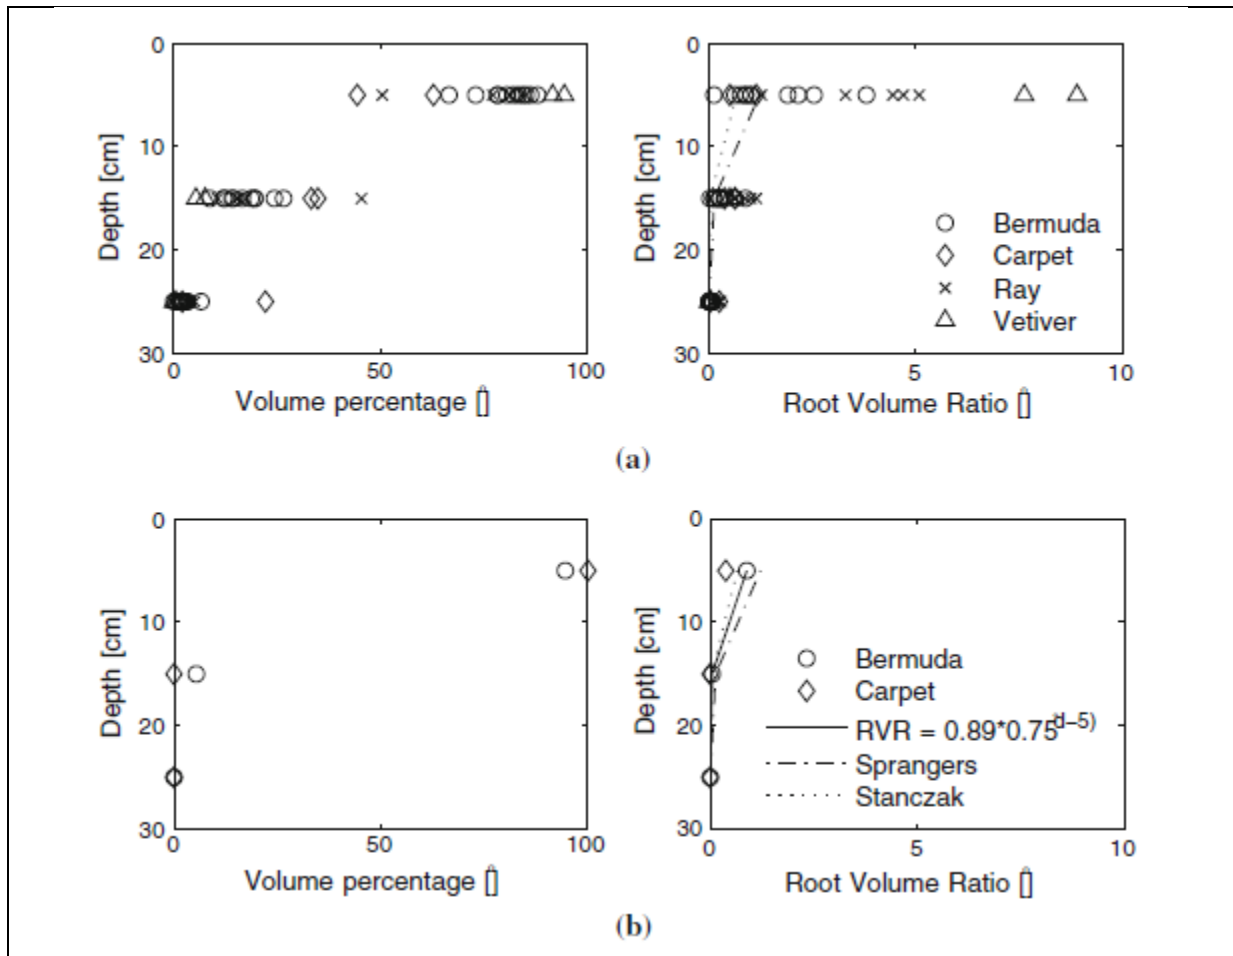 0
10
20
30
Depth [cm]
0 50 100
Volume percentage []
0
10
20
30
Depth [cm]
Bermuda
Carpet
Ray
Vetiver
0 5 10
Root Volume Ratio []
(a)
0
10
20
30
Depth [cm]
0 50 100
Volume percentage []
0
10
20
30
Depth [cm]
Bermuda
Carpet
RVR = 0.89*0.75d-5)
Sprangers
Stanczak
0 5 10
Root Volume Ratio []
(b)